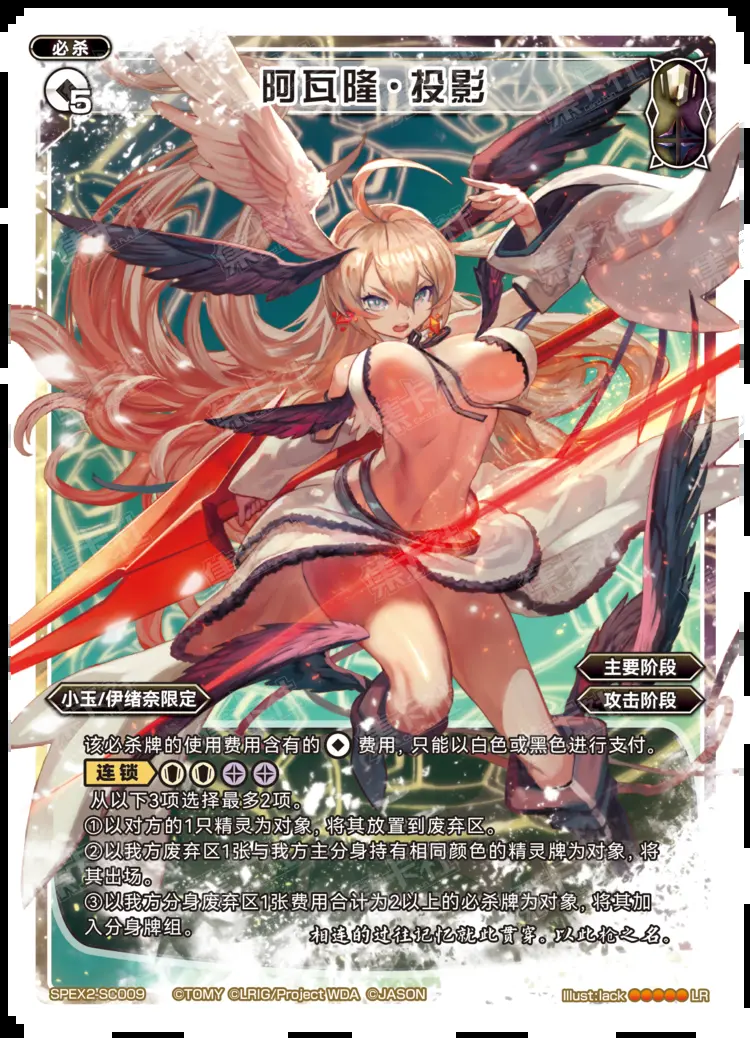 必杀
5
阿瓦隆·投影
主要阶段
小玉/伊绪奈限定
攻击阶段
该必杀牌的使用费用含有的 费用，只能以白色或黑色进行支付。
连锁
从以下3项选择最多2项。
①以对方的1只精灵为对象，将其放置到废弃区。
②以我方废弃区1张与我方主分身持有相同颜色的精灵牌为对象，将
其出场。
③以我方分身废弃区1张费用合计为2以上的必杀牌为对象，将其加
入分身牌组。
相连的过往记忆就此贯穿。以此枪之名。
SPEX2-SC009 ©TOMY ©LRIG/Project WDA ©JASON Illust:lack LR
集卡社